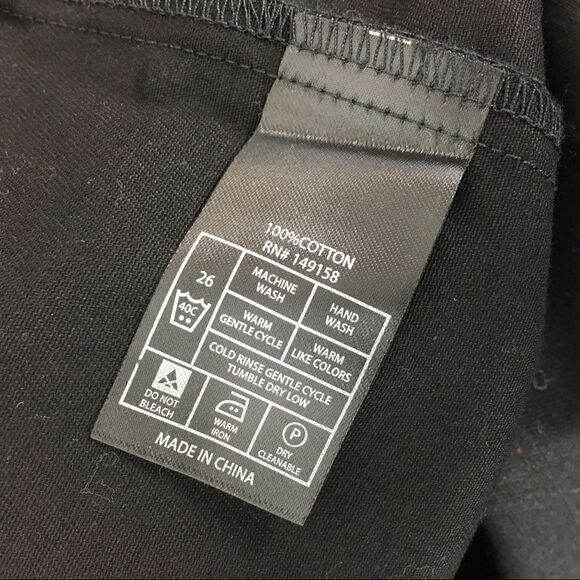 100%COTTON
RN# 149158
26
40C
MACHINE
WASH
HAND
WASH
WARM
GENTLE CYCLE
WARM
LIKE COLORS
COLD RINSE GENTLE CYCLE
TUMBLE DRY LOW
DO NOT
BLEACH
WARM
IRON
P
DRY
CLEANABLE
MADE IN CHINA